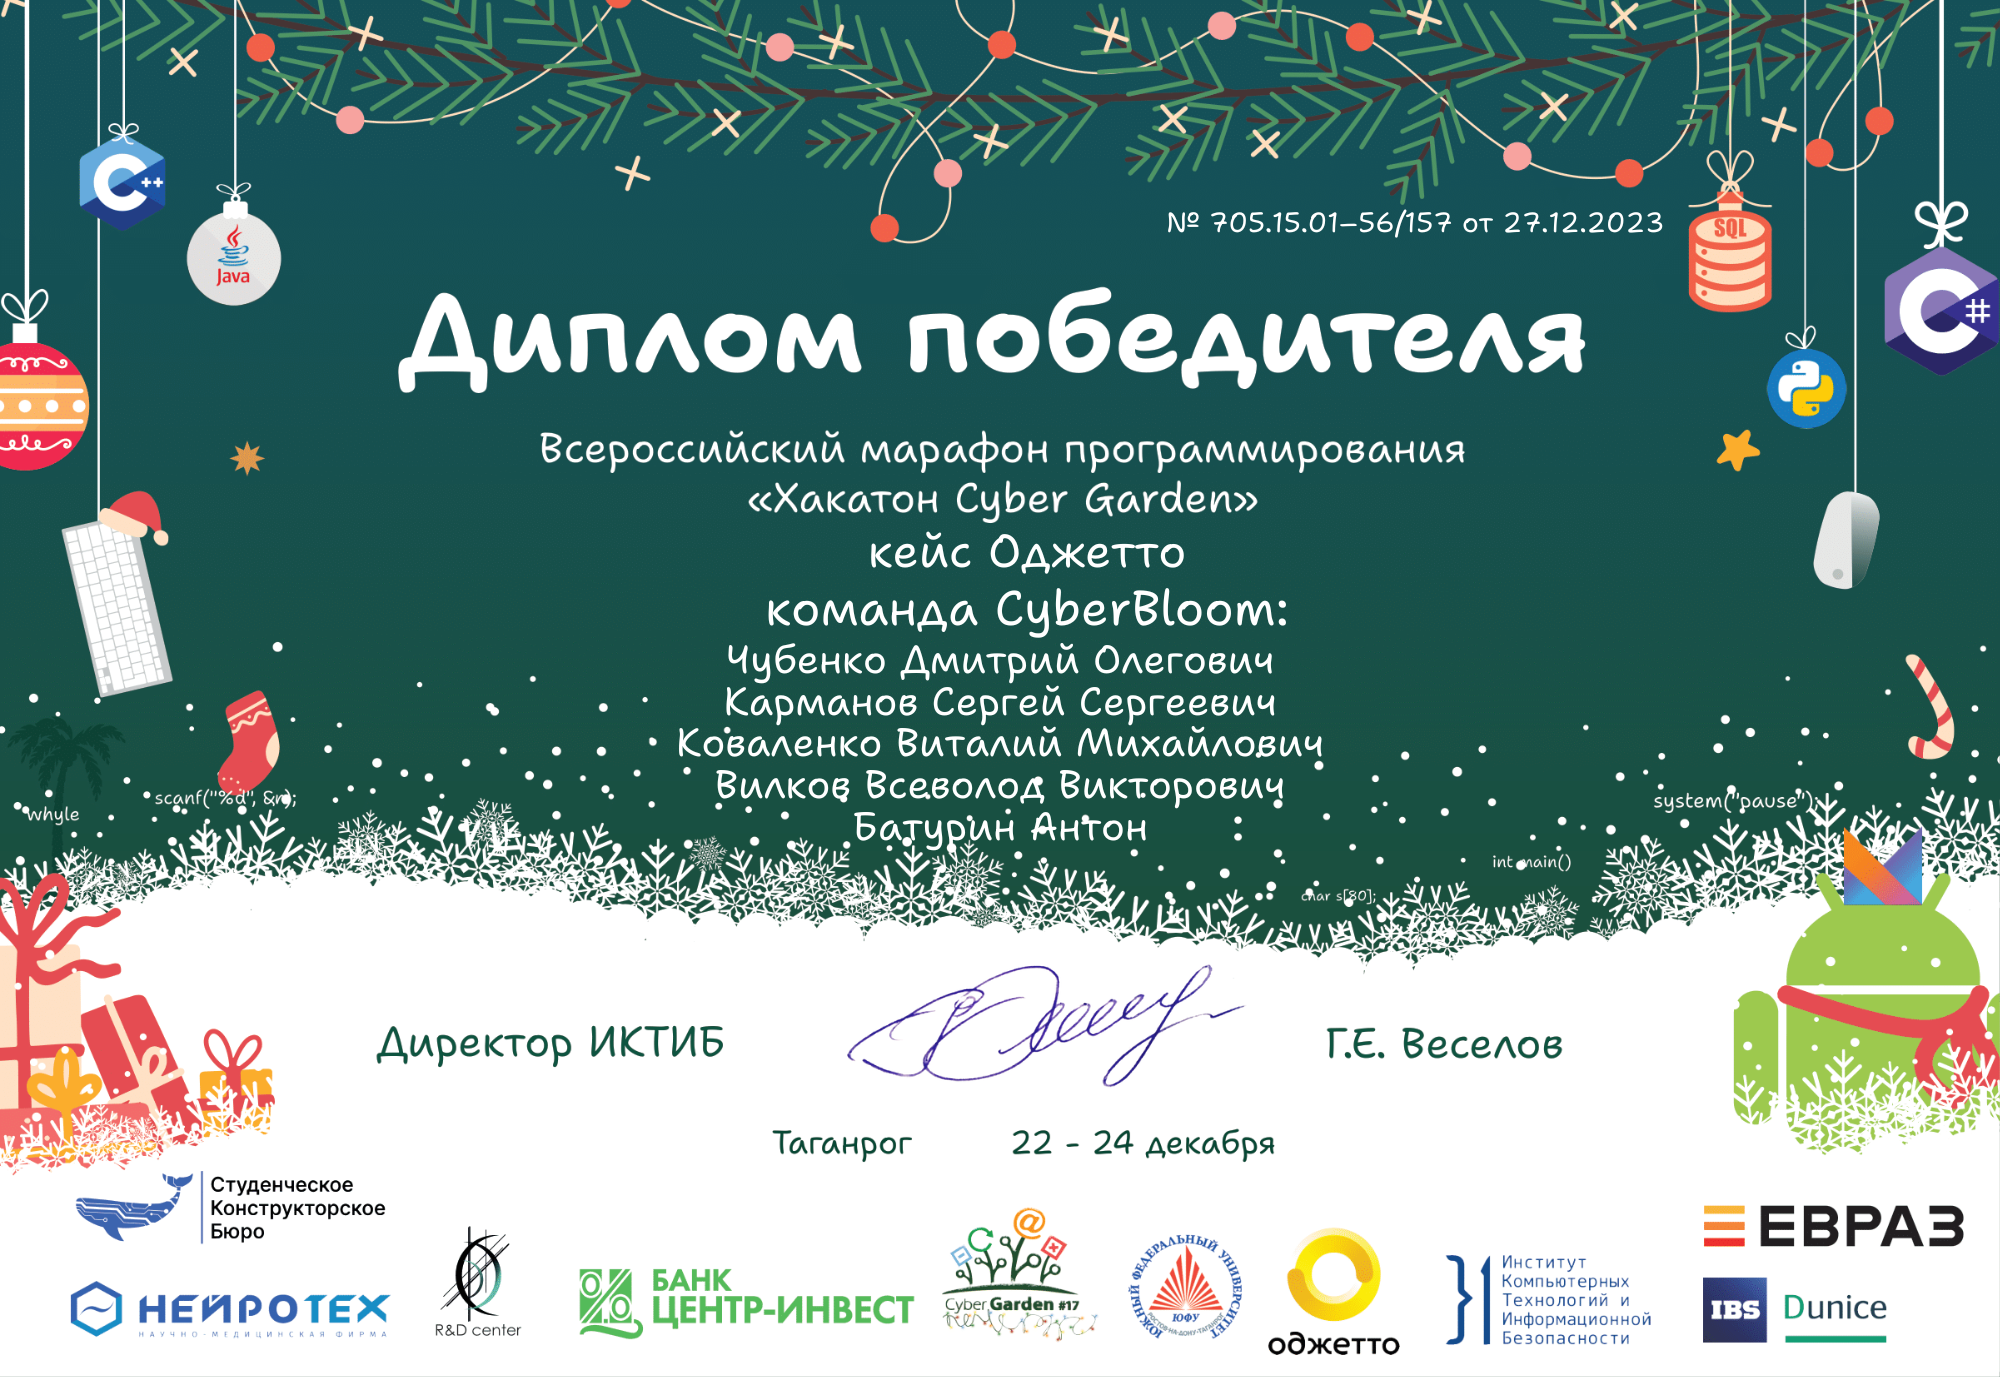 C++
Java
SQL
C#
№ 705.15.01-56/157 от 27.12.2023
Диплом победителя
Всероссийский марафон программирования
«Хакатон Cyber Garden»
кейс Оджетто
команда CyberBloom:
Чубенко Дмитрий Олегович
Карманов Сергей Сергеевич
Коваленко Виталий Михайлович
Вилков Всеволод Викторович
Батурин Антон
whyle
scanf("%d", &n);
system("pause");
int main()
char s[80];
Директор ИКТИБ
Г.Е. Веселов
Таганрог 22 - 24 декабря
Студенческое
Конструкторское
Бюро
НЕЙРОТЕХ
НАУЧНО-МЕДИЦИНСКАЯ ФИРМА
R&D center
БАНК
ЦЕНТР-ИНВЕСТ
Cyber Garden #17
ЮЖНЫЙ ФЕДЕРАЛЬНЫЙ УНИВЕРСИТЕТ
РОСТОВ-НА-ДОНУ-ТАГАНРОГ
ЮФУ
оджетто
Институт
Компьютерных
Технологий и
Информационной
Безопасности
ЕВРАЗ
IBS
Dunice